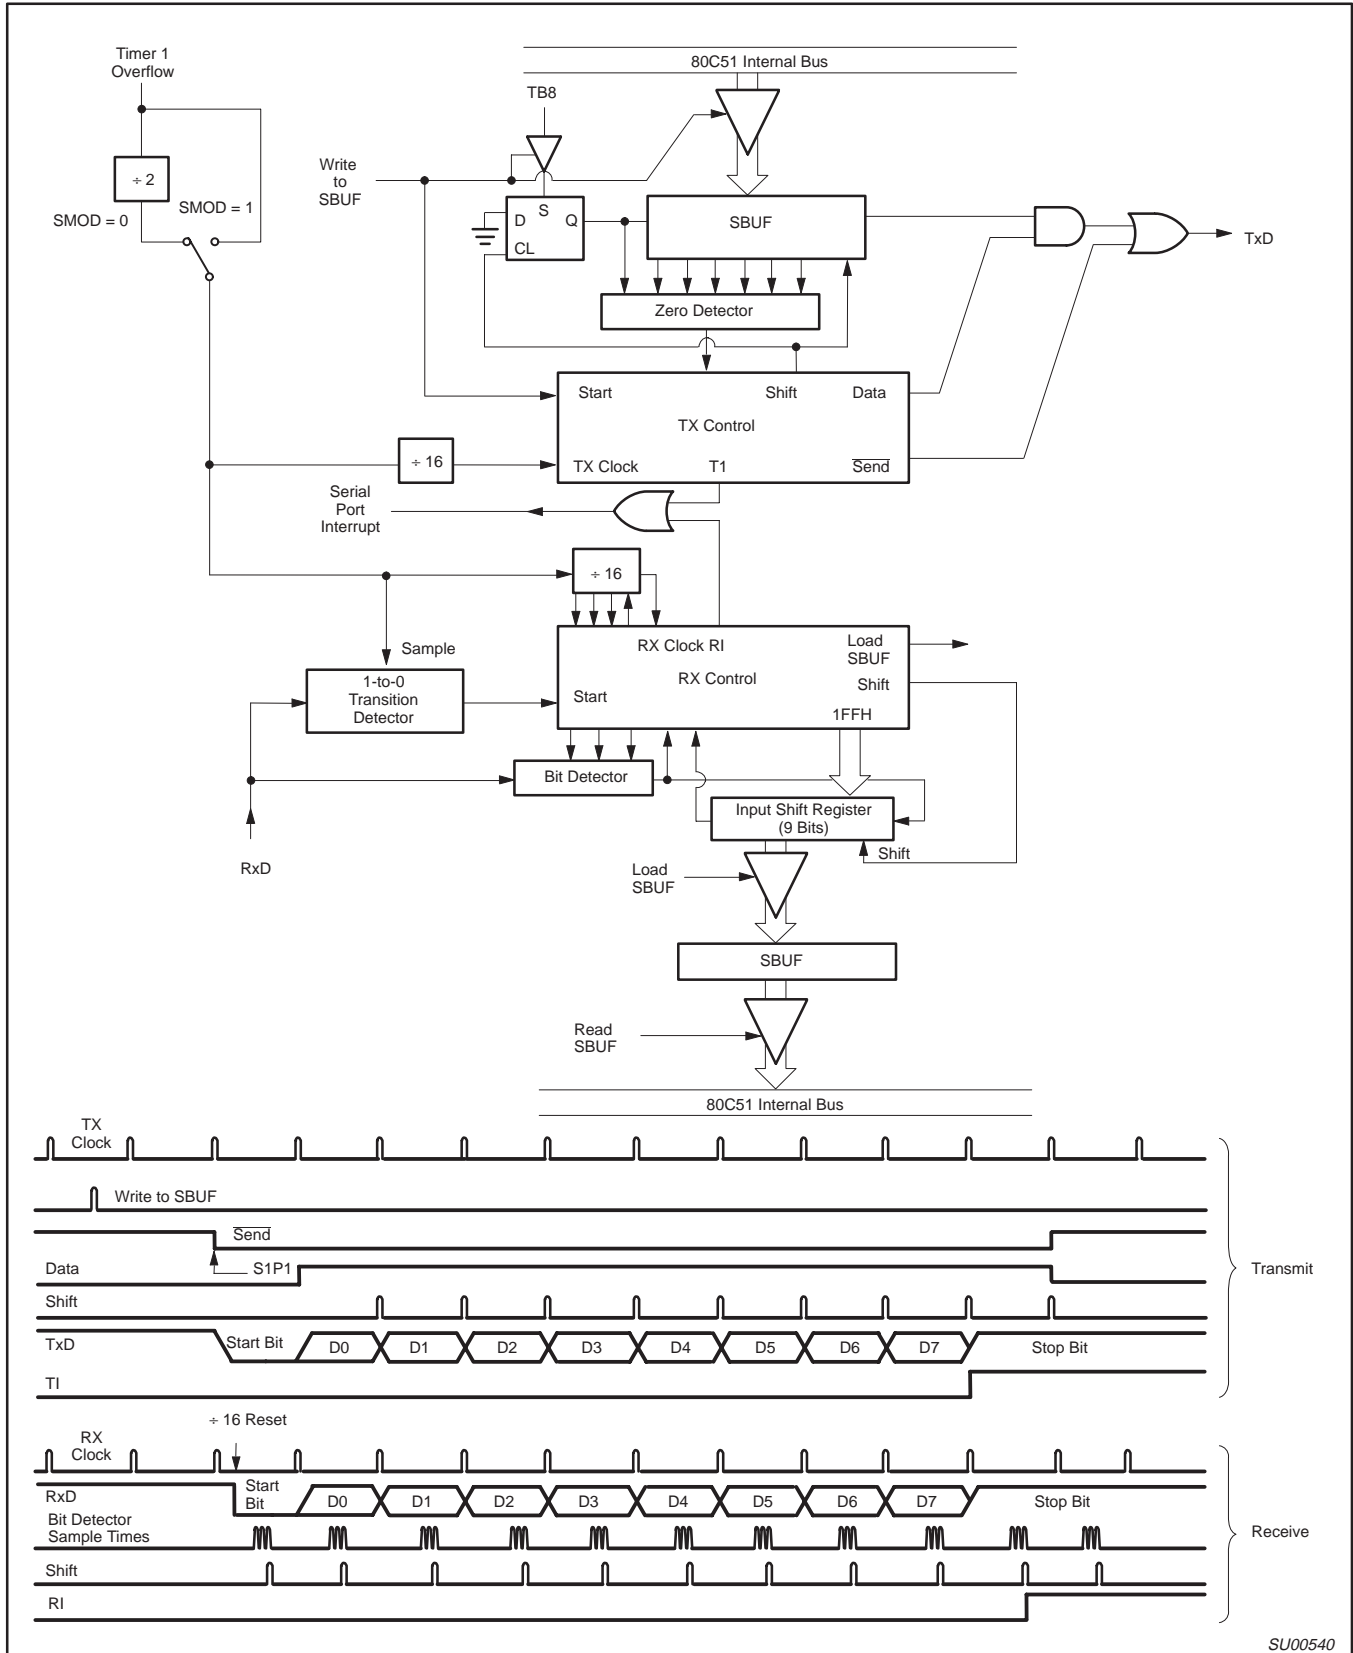 Timer 1
Overflow
80C51 Internal Bus
TB8
Write
to
SBUF
÷ 2
SMOD = 0
SMOD = 1
D
S
Q
CL
SBUF
TxD
Zero Detector
Start
Shift
Data
TX Control
÷ 16
TX Clock
T1
Send
Serial
Port
Interrupt
÷ 16
Sample
RX Clock RI
Load
SBUF
1-to-0
Transition
Detector
Start
RX Control
Shift
1FFH
Bit Detector
Input Shift Register
(9 Bits)
Shift
RxD
Load
SBUF
SBUF
Read
SBUF
80C51 Internal Bus
TX
Clock
Write to SBUF
Send
Data
S1P1
Transmit
Shift
TxD
Start Bit
D0
D1
D2
D3
D4
D5
D6
D7
Stop Bit
TI
÷ 16 Reset
RX
Clock
RxD
Start
Bit
D0
D1
D2
D3
D4
D5
D6
D7
Stop Bit
Bit Detector
Sample Times
Receive
Shift
RI
SU00540